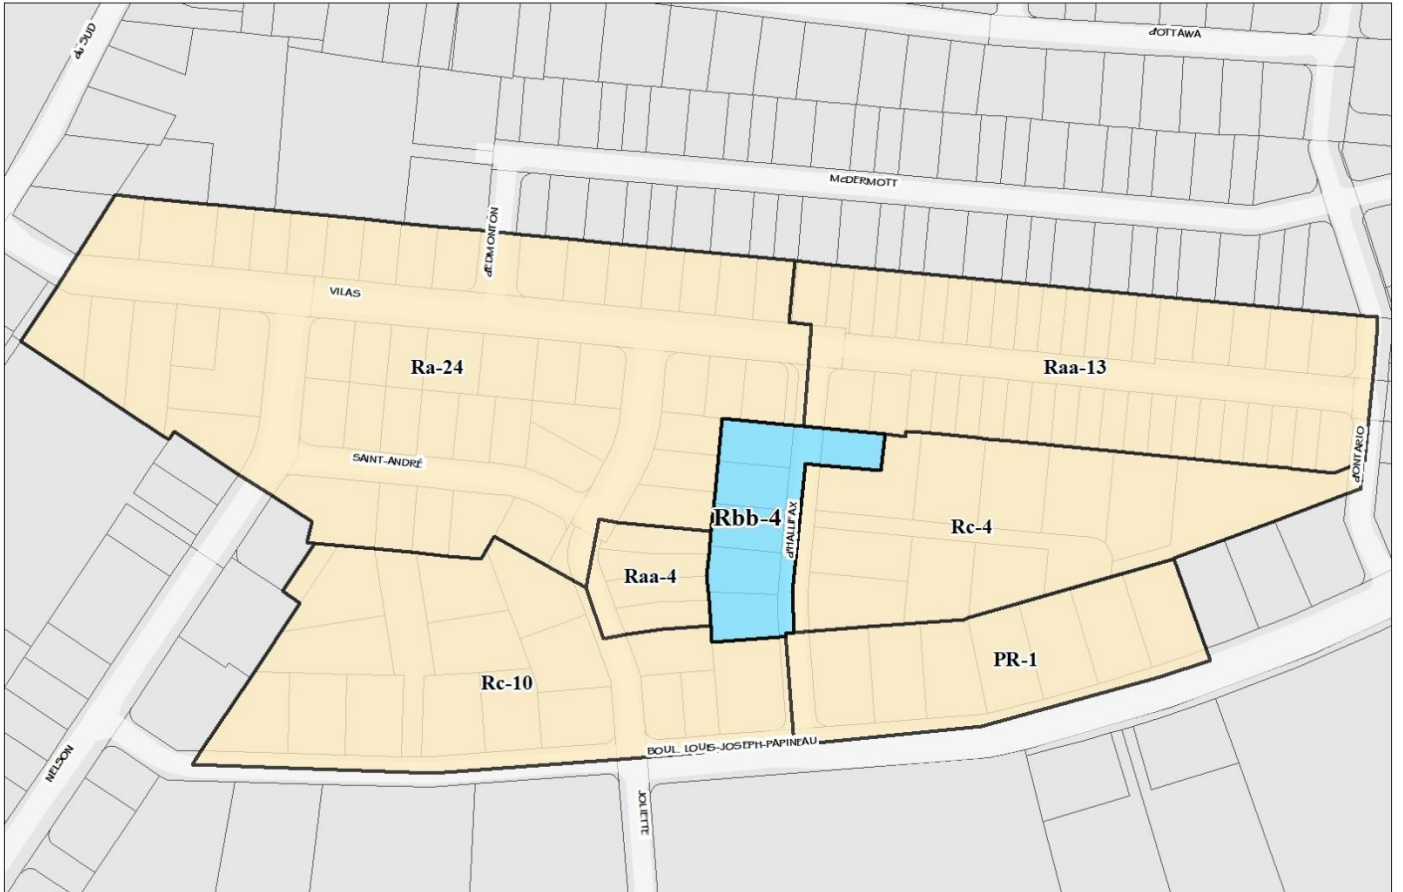 du SUD
d'OTTAWA
McDERMOTT
d'EDMONTON
VILAS
Ra-24
Raa-13
SAINT-ANDRÉ
d'ONTARIO
Rbb-4
d'HALLIFAX
Rc-4
Raa-4
PR-1
Rc-10
BOUL. LOUIS-JOSEPH-PAPINEAU
NELSON
JOLIETTE